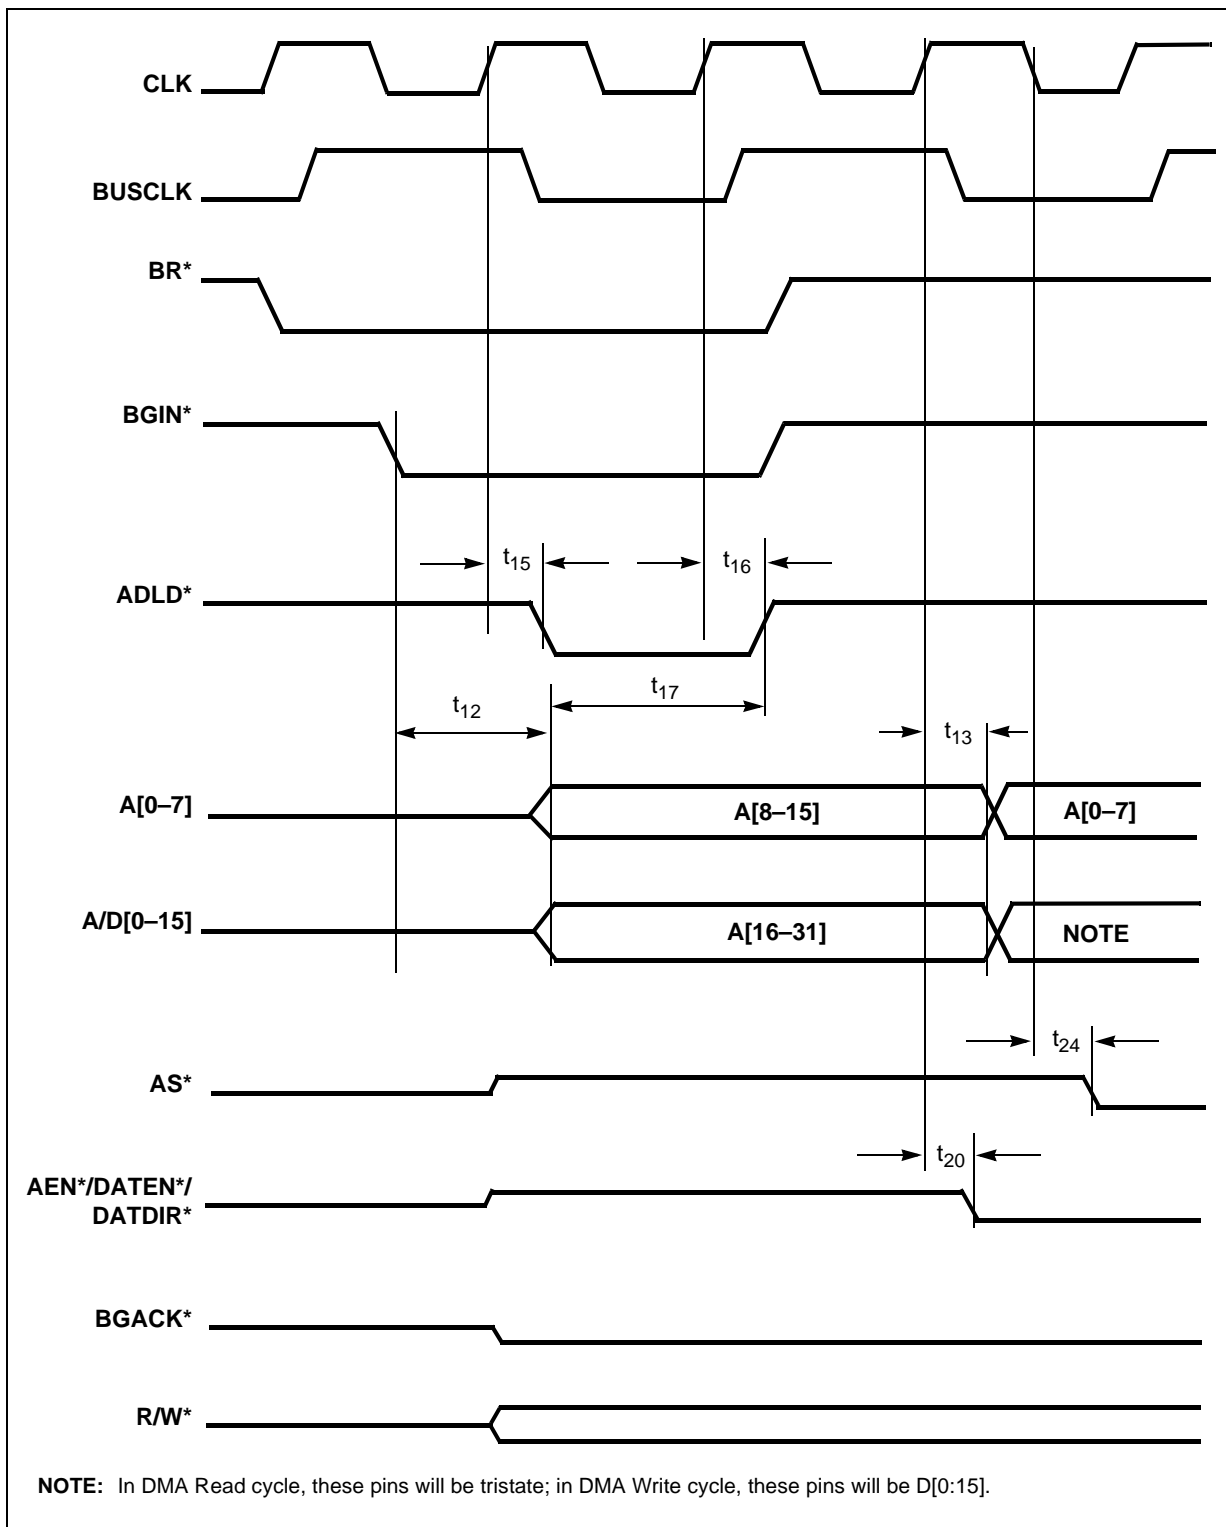 CLK
BUSCLK
BR*
BGIN*
t15
t16
ADLD*
t17
t12
t13
A[0–7]
A[8–15]
A[0–7]
A/D[0–15]
A[16–31]
NOTE
t24
AS*
t20
AEN*/DATEN*/
DATDIR*
BGACK*
R/W*
NOTE: In DMA Read cycle, these pins will be tristate; in DMA Write cycle, these pins will be D[0:15].